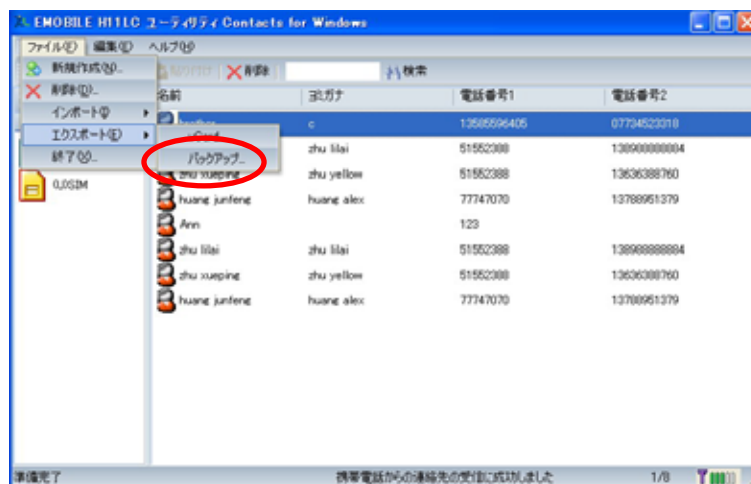 EMOBILE H11LC ユーティリティ Contacts for Windows
ファイル(F) 編集(E) ヘルプ(H)
新規作成(N)... 削除 検索
削除(D)...
インポート(I)
エクスポート(E)
終了(X)...
vCard...
バックアップ...
名前 ヨミガナ 電話番号1 電話番号2
brother c 13585596405 07734523318
zhu lilai 51552388 138988888884
zhu xueping zhu yellow 51552388 13636388760
huang junfeng huang alex 77747070 13788951379
Ann 123
zhu lilai zhu lilai 51552388 138988888884
zhu xueping zhu yellow 51552388 13636388760
huang junfeng huang alex 77747070 13788951379
0,0SIM
準備完了 携帯電話からの連絡先の受信に成功しました 1/8